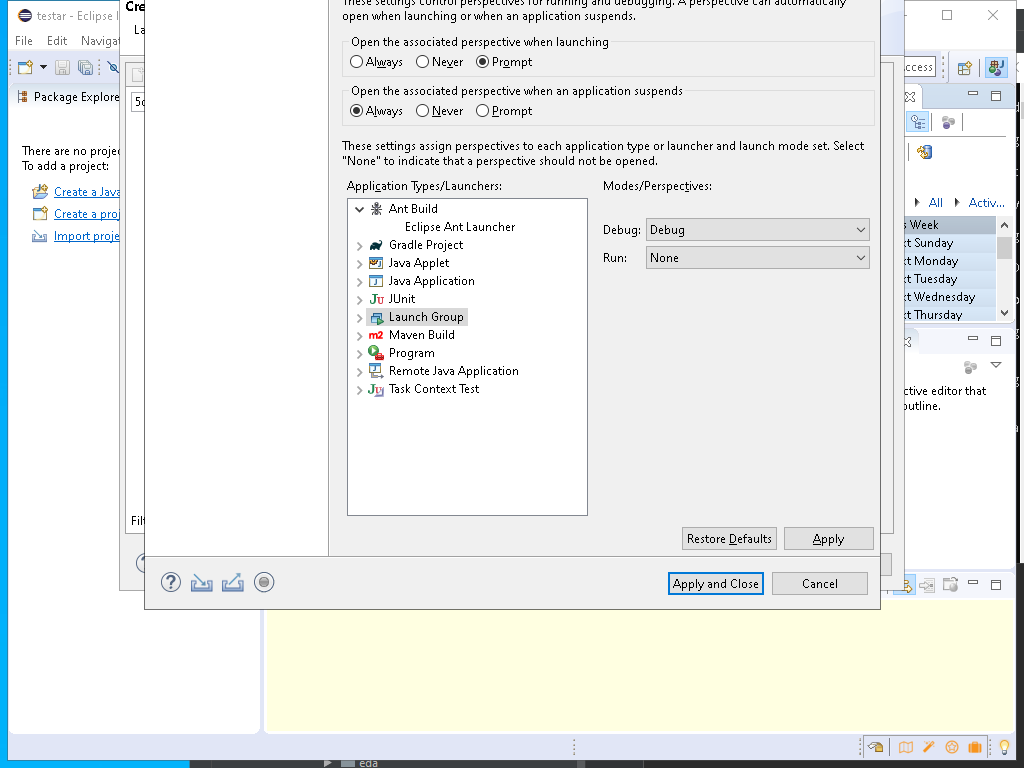 testar - Eclipse I
Cre
These settings control perspectives for running and debugging. A perspective can automatically
open when launching or when an application suspends.
File Edit Navigat
La
Open the associated perspective when launching
Always Never Prompt
ccess
Package Explore
Open the associated perspective when an application suspends
Always Never Prompt
There are no projec
To add a project:
Create a Java
Create a proj
Import proje
These settings assign perspectives to each application type or launcher and launch mode set. Select
"None" to indicate that a perspective should not be opened.
Application Types/Launchers:
Modes/Perspectives:
Ant Build
Eclipse Ant Launcher
Gradle Project
Java Applet
Java Application
JUnit
Launch Group
Maven Build
Program
Remote Java Application
Task Context Test
Debug: Debug
Run: None
All Activ...
s Week
xt Sunday
xt Monday
xt Tuesday
xt Wednesday
xt Thursday
ctive editor that
outline.
Filt
Restore Defaults Apply
Apply and Close Cancel
eda